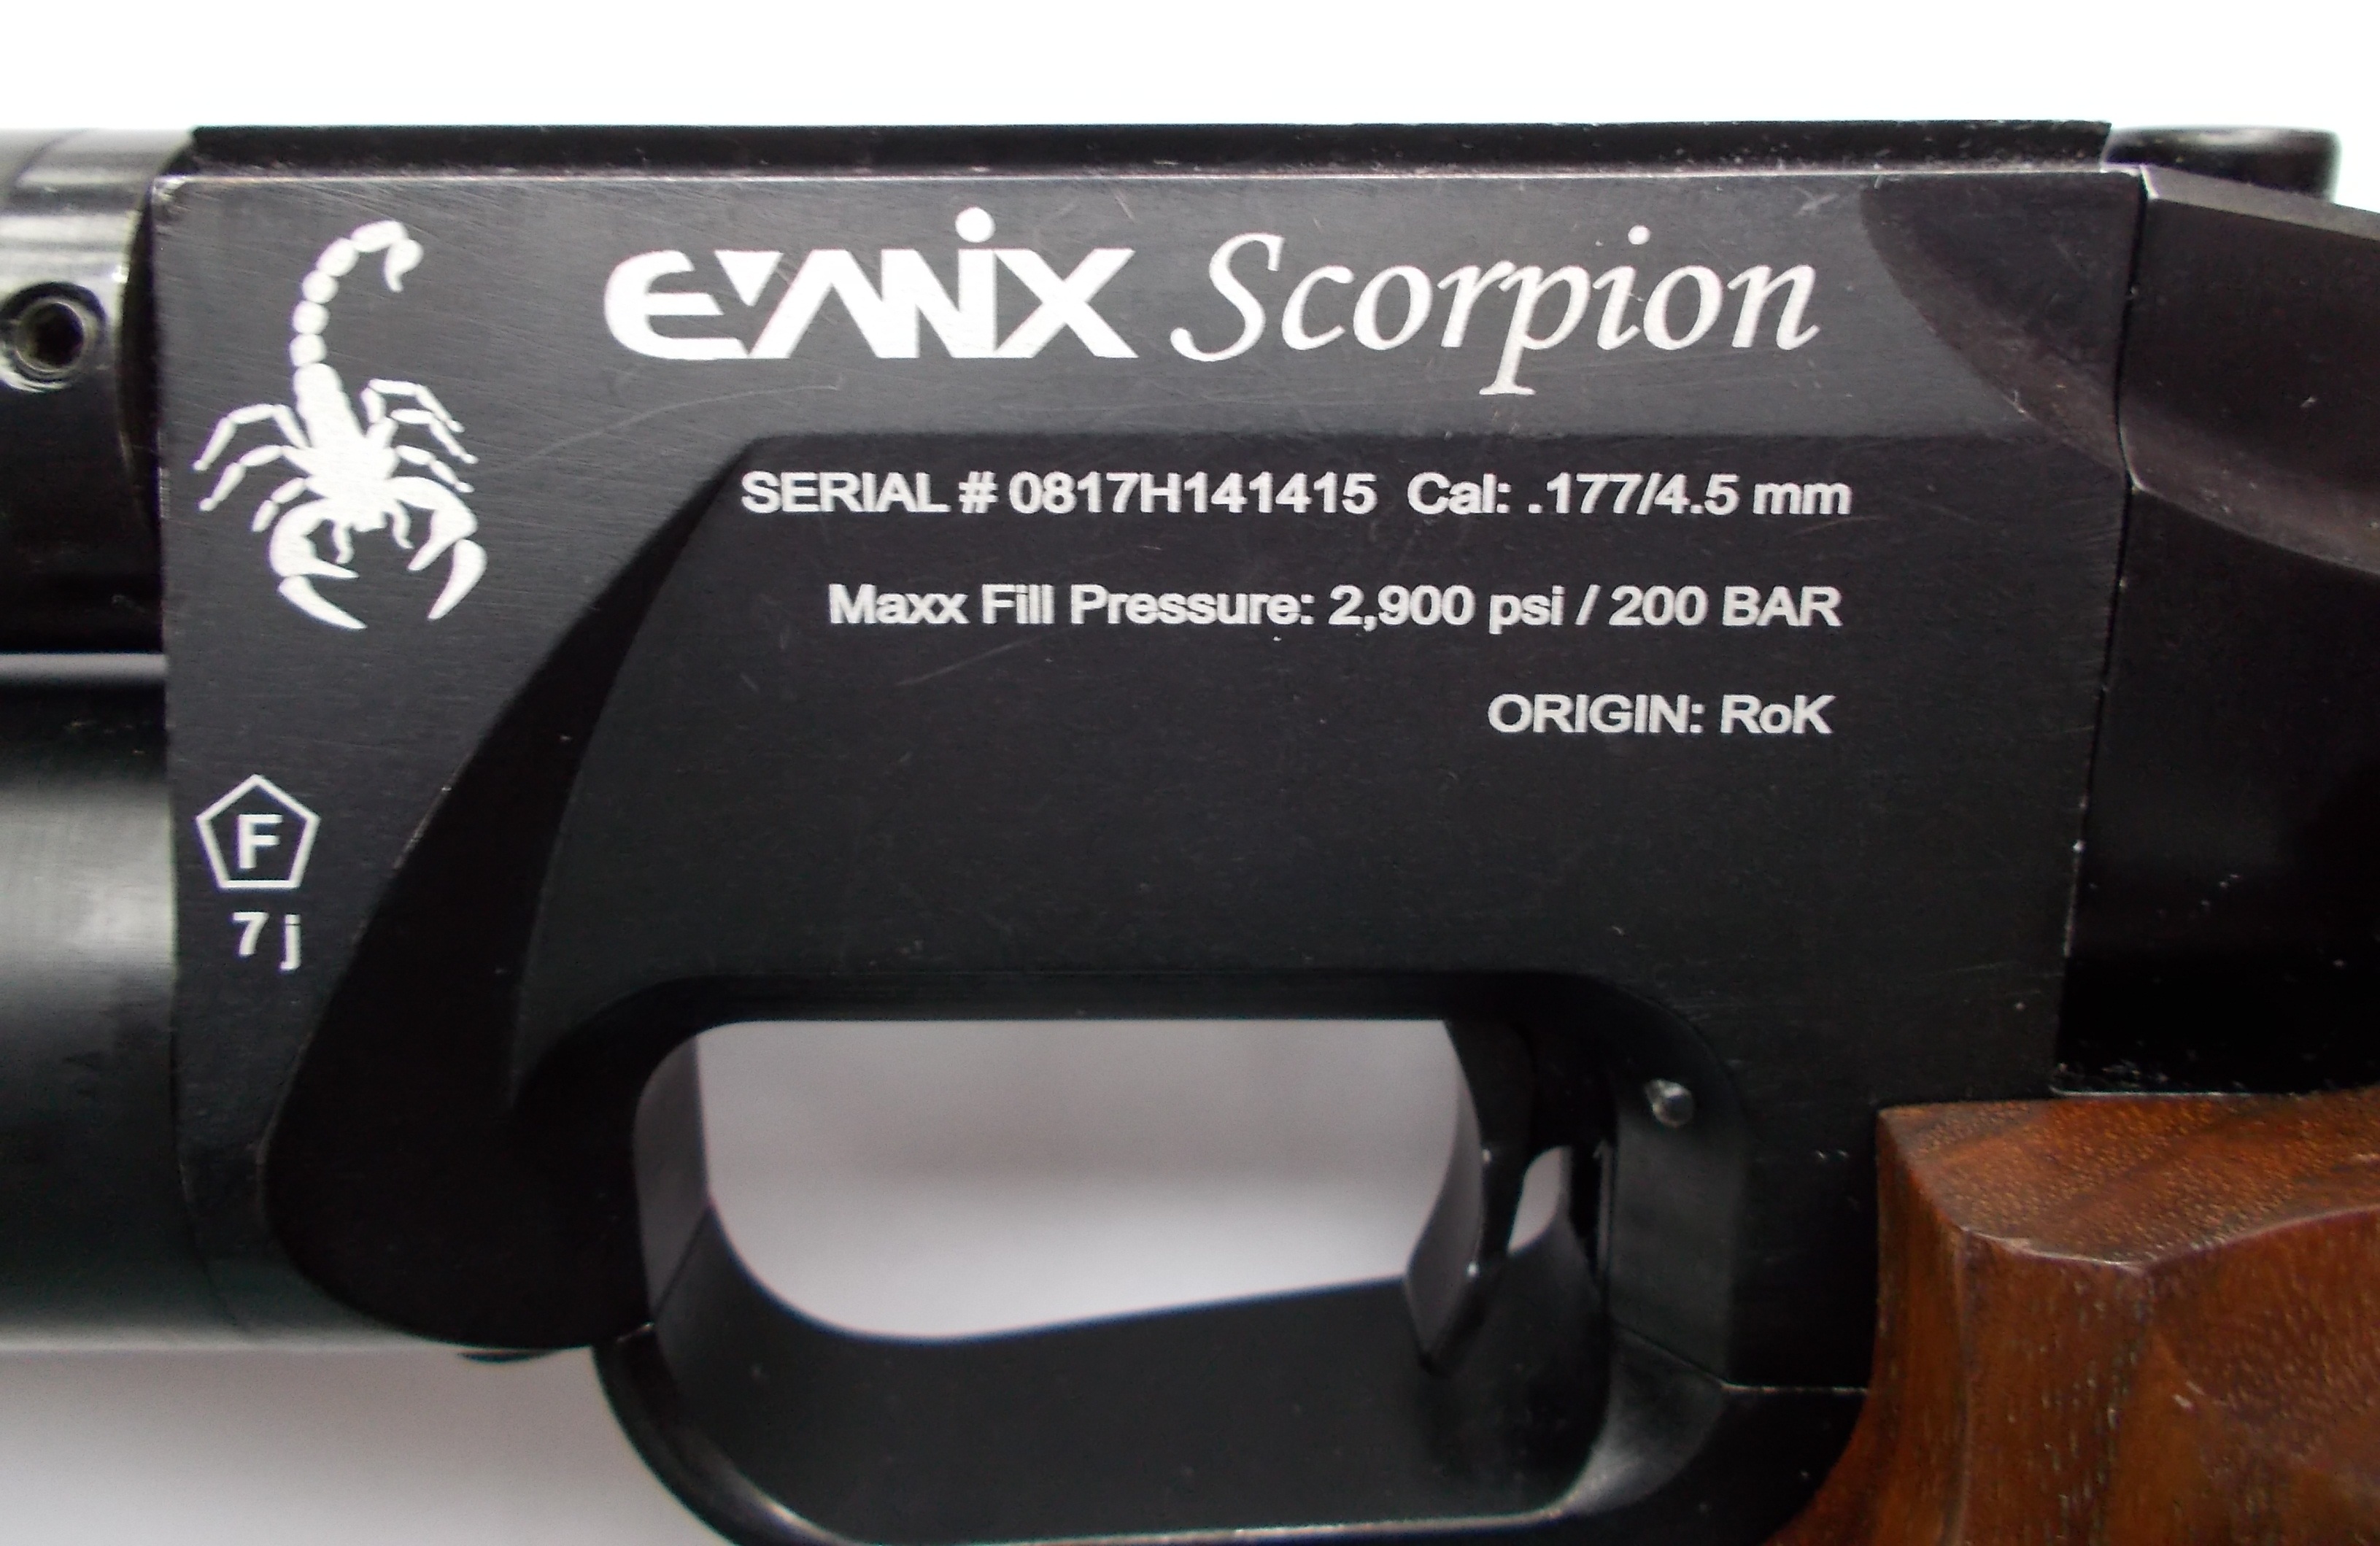 EVANiX Scorpion
SERIAL # 0817H141415 Cal: .177/4.5 mm
Maxx Fill Pressure: 2,900 psi / 200 BAR
ORIGIN: RoK
F
7 j